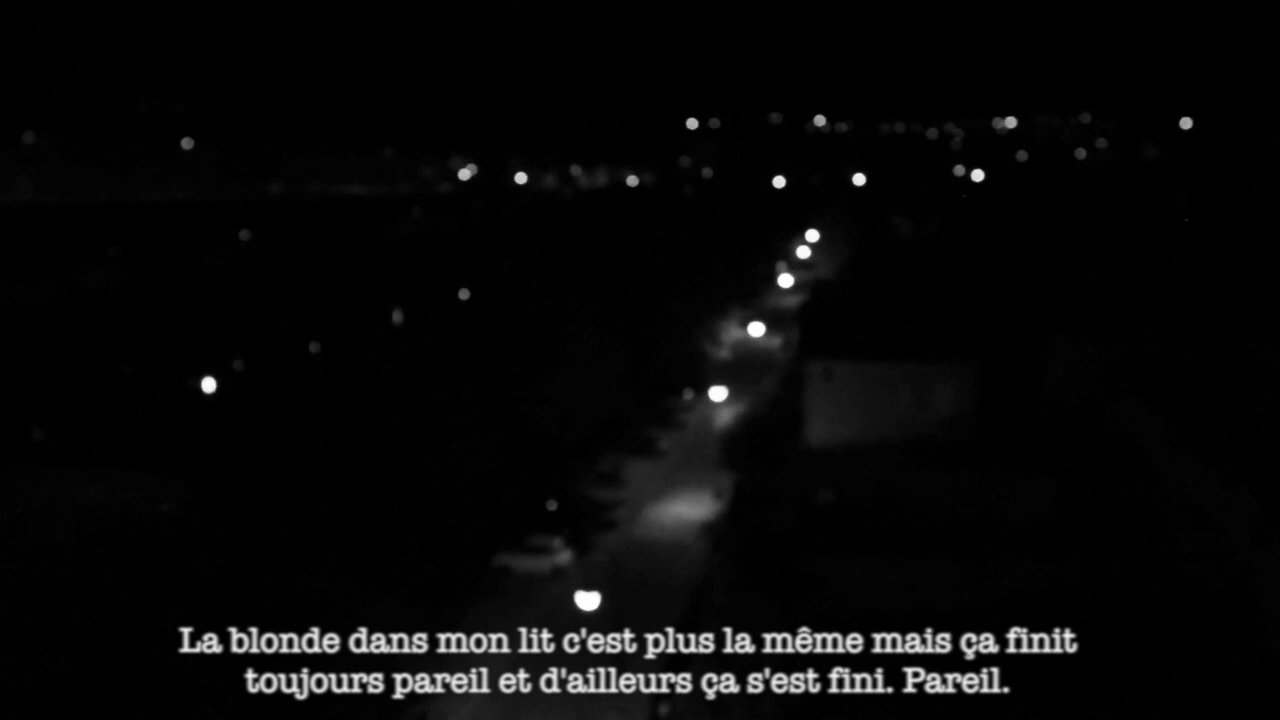 La blonde dans mon lit c'est plus la même mais ça finit
toujours pareil et d'ailleurs ça s'est fini. Pareil.